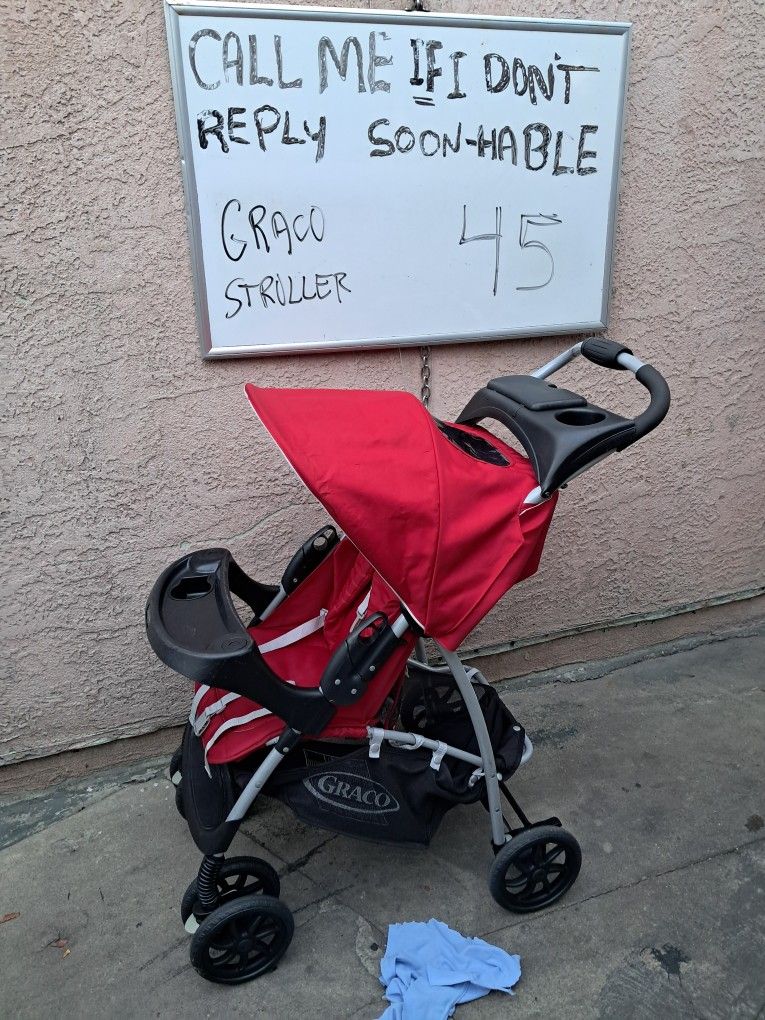 CALL ME IF I DON'T
REPLY SOON-HABLE
GRACO
45
STROLLER
GRACO